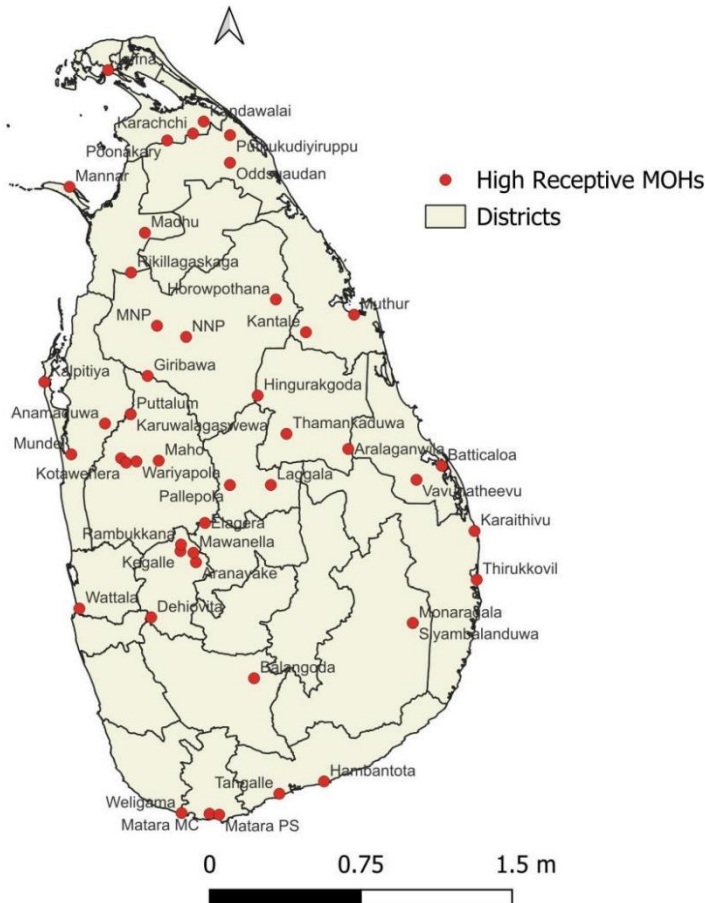 Kandawalai
Karachchi
Puthukudiyiruppu
Poonakary
Oddsuaudan
Mannar
High Receptive MOHs
Districts
Madhu
Rikillagaskaga
Horowpothana
MNP
NNP
Kantale
Muthur
Kalpitiya
Giribawa
Hingurakgoda
Anamaduwa
Puttalum
Karuwalagaswewa
Thamankaduwa
Mundel
Maho
Aralaganwila
Batticaloa
Kotawehera
Wariyapola
Laggala
Vavunatheevu
Pallepola
Elagera
Karaithivu
Rambukkana
Mawanella
Kegalle
Aranayake
Thirukkovil
Wattala
Dehiovita
Monaragala
Siyambalanduwa
Balangoda
Hambantota
Tangalle
Weligama
Matara MC
Matara PS
0 0.75 1.5 m